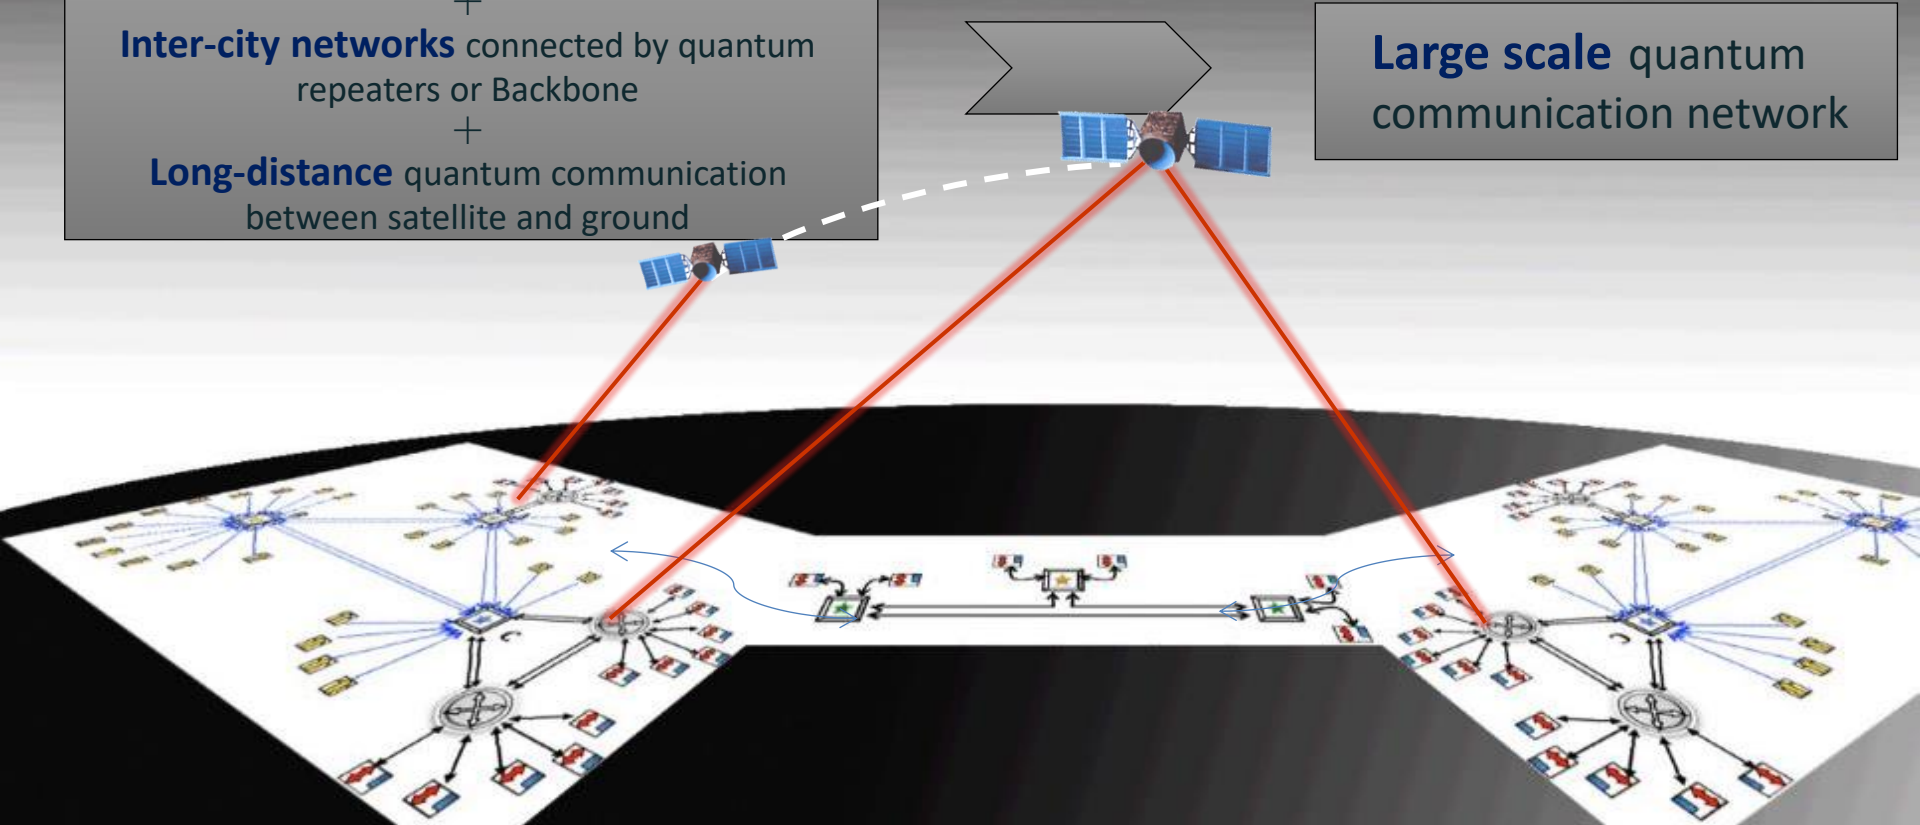 +
Inter-city networks connected by quantum
repeaters or Backbone
+
Long-distance quantum communication
between satellite and ground
Large scale quantum
communication network